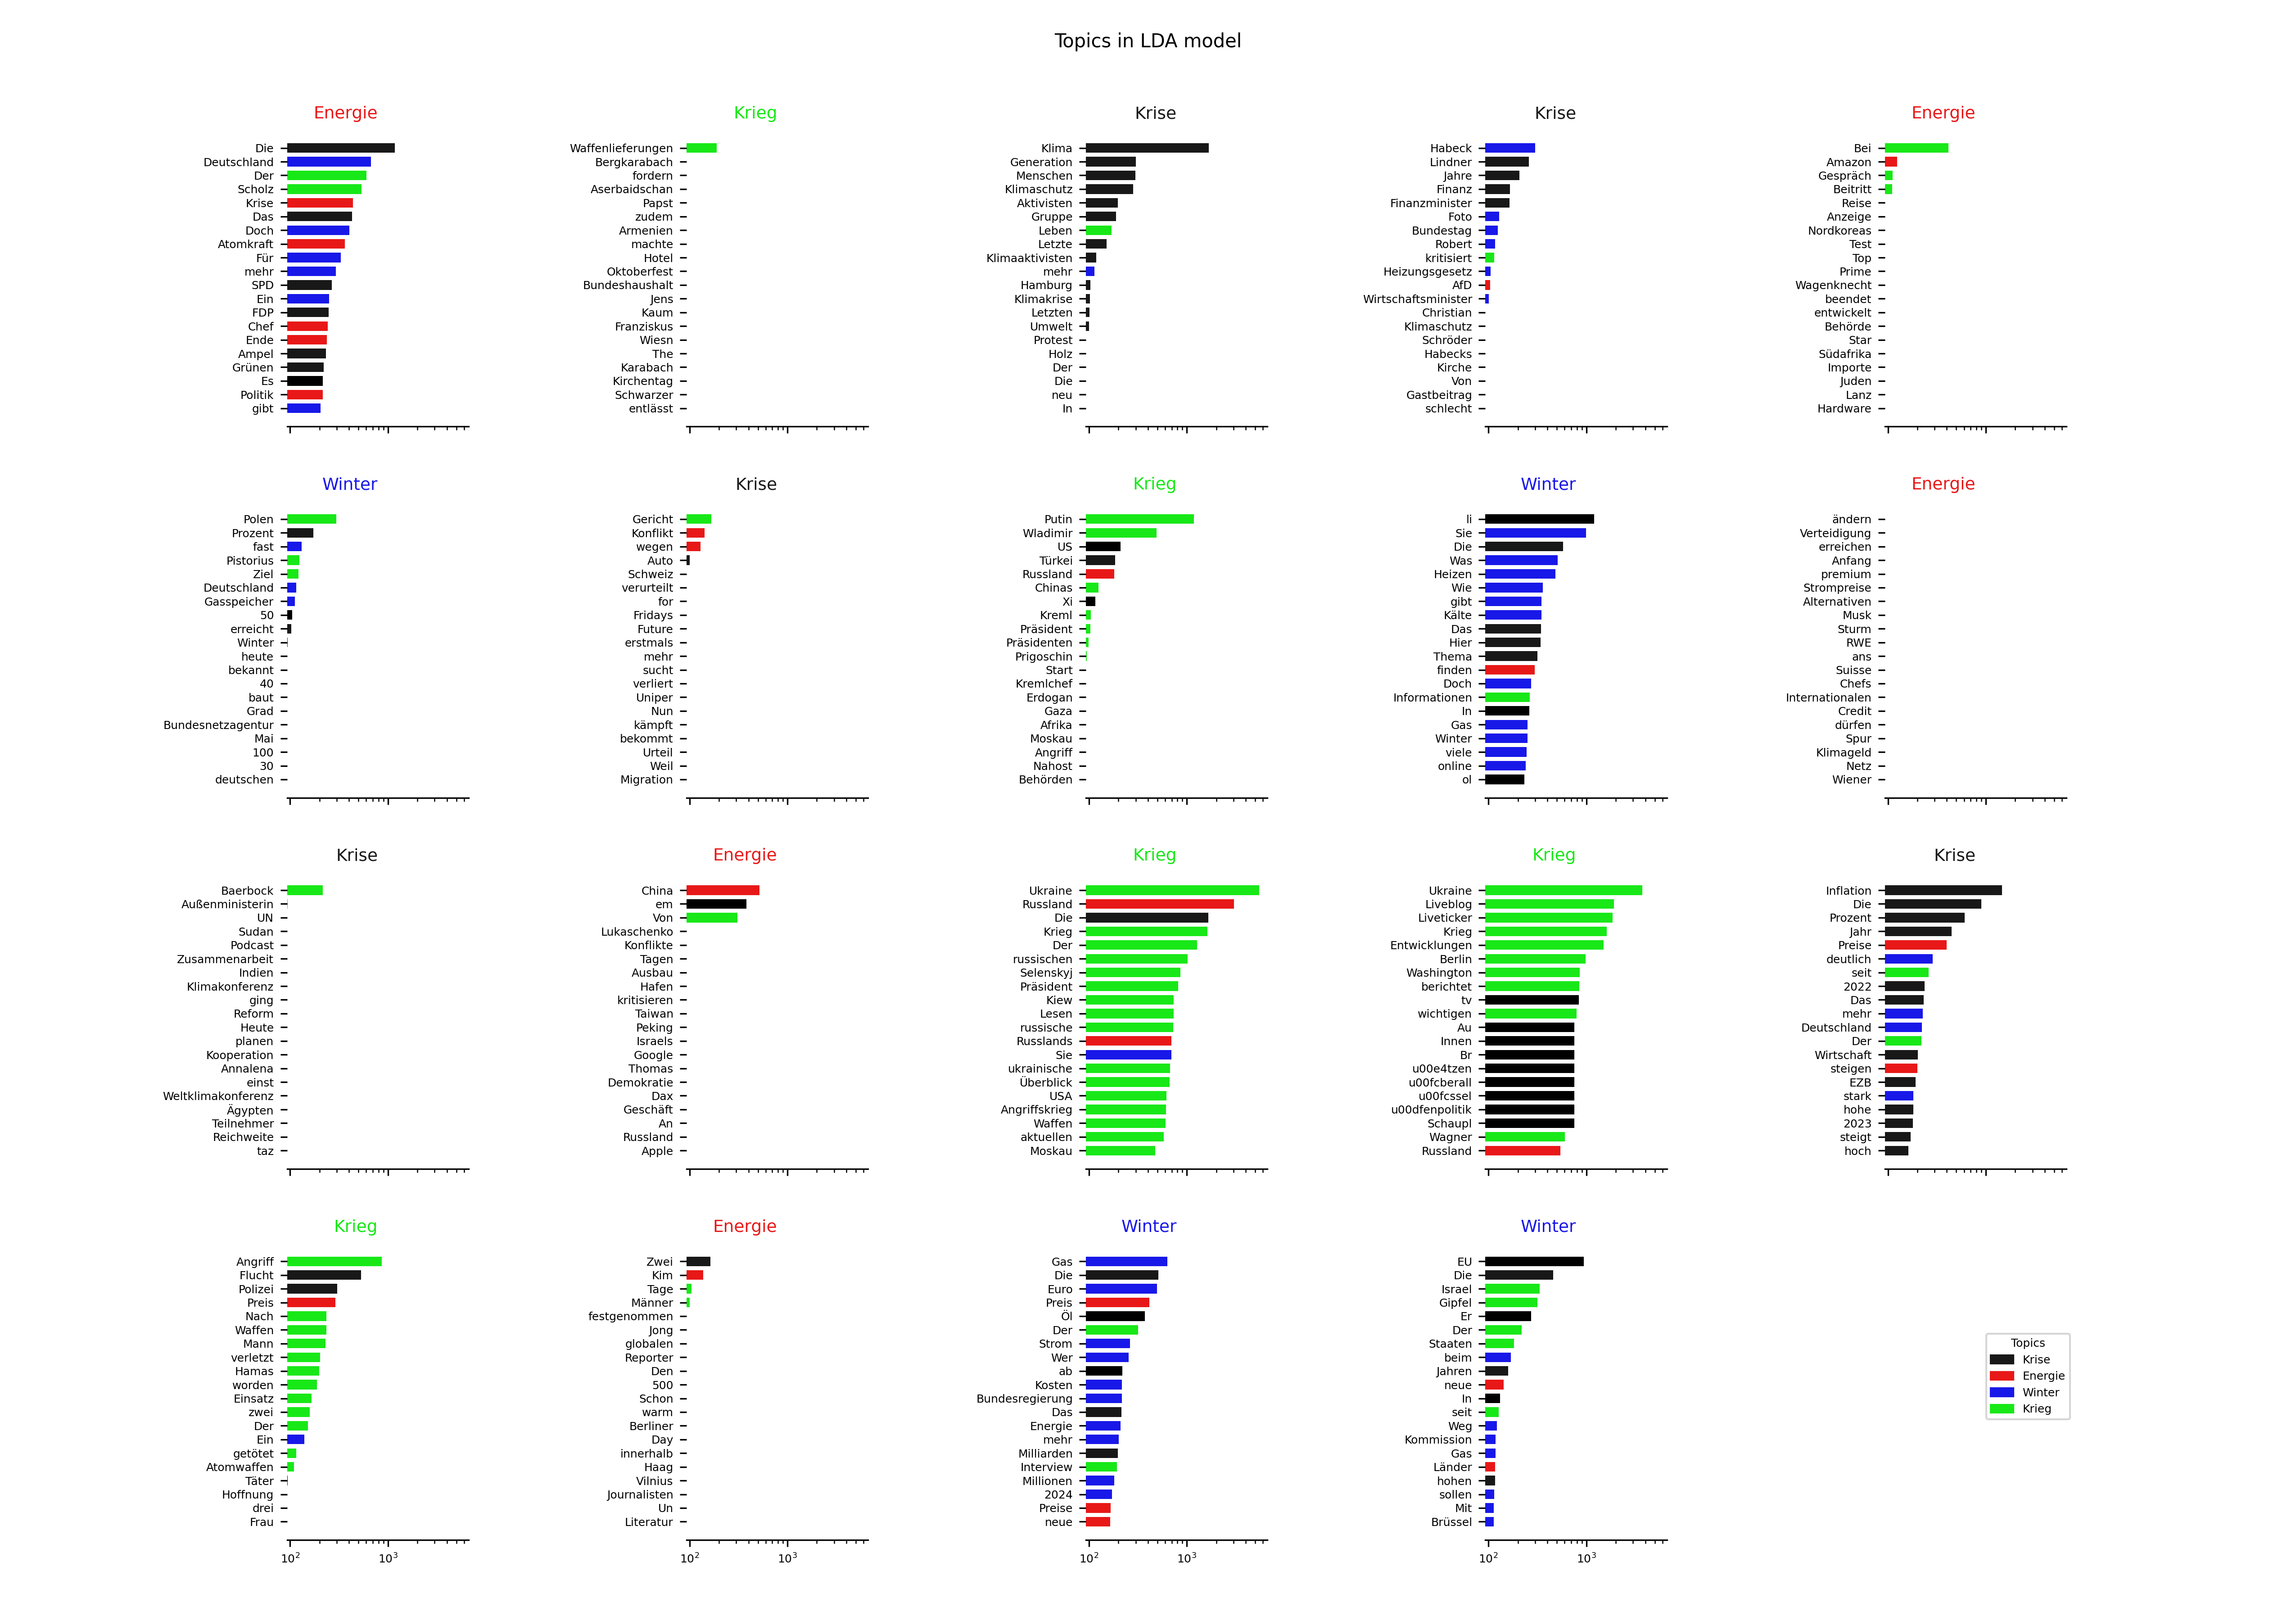 Topics in LDA model
Energie
Die
Deutschland
Der
Scholz
Krise
Das
Doch
Atomkraft
Für
mehr
SPD
Ein
FDP
Chef
Ende
Ampel
Grünen
Es
Politik
gibt
Krieg
Waffenlieferungen
Bergkarabach
fordern
Aserbaidschan
Papst
zudem
Armenien
machte
Hotel
Oktoberfest
Bundeshaushalt
Jens
Kaum
Franziskus
Wiesn
The
Karabach
Kirchentag
Schwarzer
entlässt
Krise
Klima
Generation
Menschen
Klimaschutz
Aktivisten
Gruppe
Leben
Letzte
Klimaaktivisten
mehr
Hamburg
Klimakrise
Letzten
Umwelt
Protest
Holz
Der
Die
neu
In
Krise
Habeck
Lindner
Jahre
Finanz
Finanzminister
Foto
Bundestag
Robert
kritisiert
Heizungsgesetz
AfD
Wirtschaftsminister
Christian
Klimaschutz
Schröder
Habecks
Kirche
Von
Gastbeitrag
schlecht
Energie
Bei
Amazon
Gespräch
Beitritt
Reise
Anzeige
Nordkoreas
Test
Top
Prime
Wagenknecht
beendet
entwickelt
Behörde
Star
Südafrika
Importe
Juden
Lanz
Hardware
Winter
Polen
Prozent
fast
Pistorius
Ziel
Deutschland
Gasspeicher
50
erreicht
Winter
heute
bekannt
40
baut
Grad
Bundesnetzagentur
Mai
100
30
deutschen
Krise
Gericht
Konflikt
wegen
Auto
Schweiz
verurteilt
for
Fridays
Future
erstmals
mehr
sucht
verliert
Uniper
Nun
kämpft
bekommt
Urteil
Weil
Migration
Krieg
Putin
Wladimir
US
Türkei
Russland
Chinas
Xi
Kreml
Präsident
Präsidenten
Prigoschin
Start
Kremlchef
Erdogan
Gaza
Afrika
Moskau
Angriff
Nahost
Behörden
Winter
li
Sie
Die
Was
Heizen
Wie
gibt
Kälte
Das
Hier
Thema
finden
Doch
Informationen
In
Gas
Winter
viele
online
ol
Energie
ändern
Verteidigung
erreichen
Anfang
premium
Strompreise
Alternativen
Musk
Sturm
RWE
ans
Suisse
Chefs
Internationalen
Credit
dürfen
Spur
Klimageld
Netz
Wiener
Krise
Baerbock
Außenministerin
UN
Sudan
Podcast
Zusammenarbeit
Indien
Klimakonferenz
ging
Reform
Heute
planen
Kooperation
Annalena
einst
Weltklimakonferenz
Ägypten
Teilnehmer
Reichweite
taz
Energie
China
em
Von
Lukaschenko
Konflikte
Tagen
Ausbau
Hafen
kritisieren
Taiwan
Peking
Israels
Google
Thomas
Demokratie
Dax
Geschäft
An
Russland
Apple
Krieg
Ukraine
Russland
Die
Krieg
Der
russischen
Selenskyj
Präsident
Kiew
Lesen
russische
Russlands
Sie
ukrainische
Überblick
USA
Angriffskrieg
Waffen
aktuellen
Moskau
Krieg
Ukraine
Liveblog
Liveticker
Krieg
Entwicklungen
Berlin
Washington
berichtet
tv
wichtigen
Au
Innen
Br
u00e4tzen
u00fcberall
u00fcssel
u00dfenpolitik
Schaupl
Wagner
Russland
Krise
Inflation
Die
Prozent
Jahr
Preise
deutlich
seit
2022
Das
mehr
Deutschland
Der
Wirtschaft
steigen
EZB
stark
hohe
2023
steigt
hoch
Krieg
Angriff
Flucht
Polizei
Preis
Nach
Waffen
Mann
verletzt
Hamas
worden
Einsatz
zwei
Der
Ein
getötet
Atomwaffen
Täter
Hoffnung
drei
Frau
10² 10³
Energie
Zwei
Kim
Tage
Männer
festgenommen
Jong
globalen
Reporter
Den
500
Schon
warm
Berliner
Day
innerhalb
Haag
Vilnius
Journalisten
Un
Literatur
10² 10³
Winter
Gas
Die
Euro
Preis
Öl
Der
Strom
Wer
ab
Kosten
Bundesregierung
Das
Energie
mehr
Milliarden
Interview
Millionen
2024
Preise
neue
10² 10³
Winter
EU
Die
Israel
Gipfel
Er
Der
Staaten
beim
Jahren
neue
In
seit
Weg
Kommission
Gas
Länder
hohen
sollen
Mit
Brüssel
10² 10³
Topics
Krise
Energie
Winter
Krieg